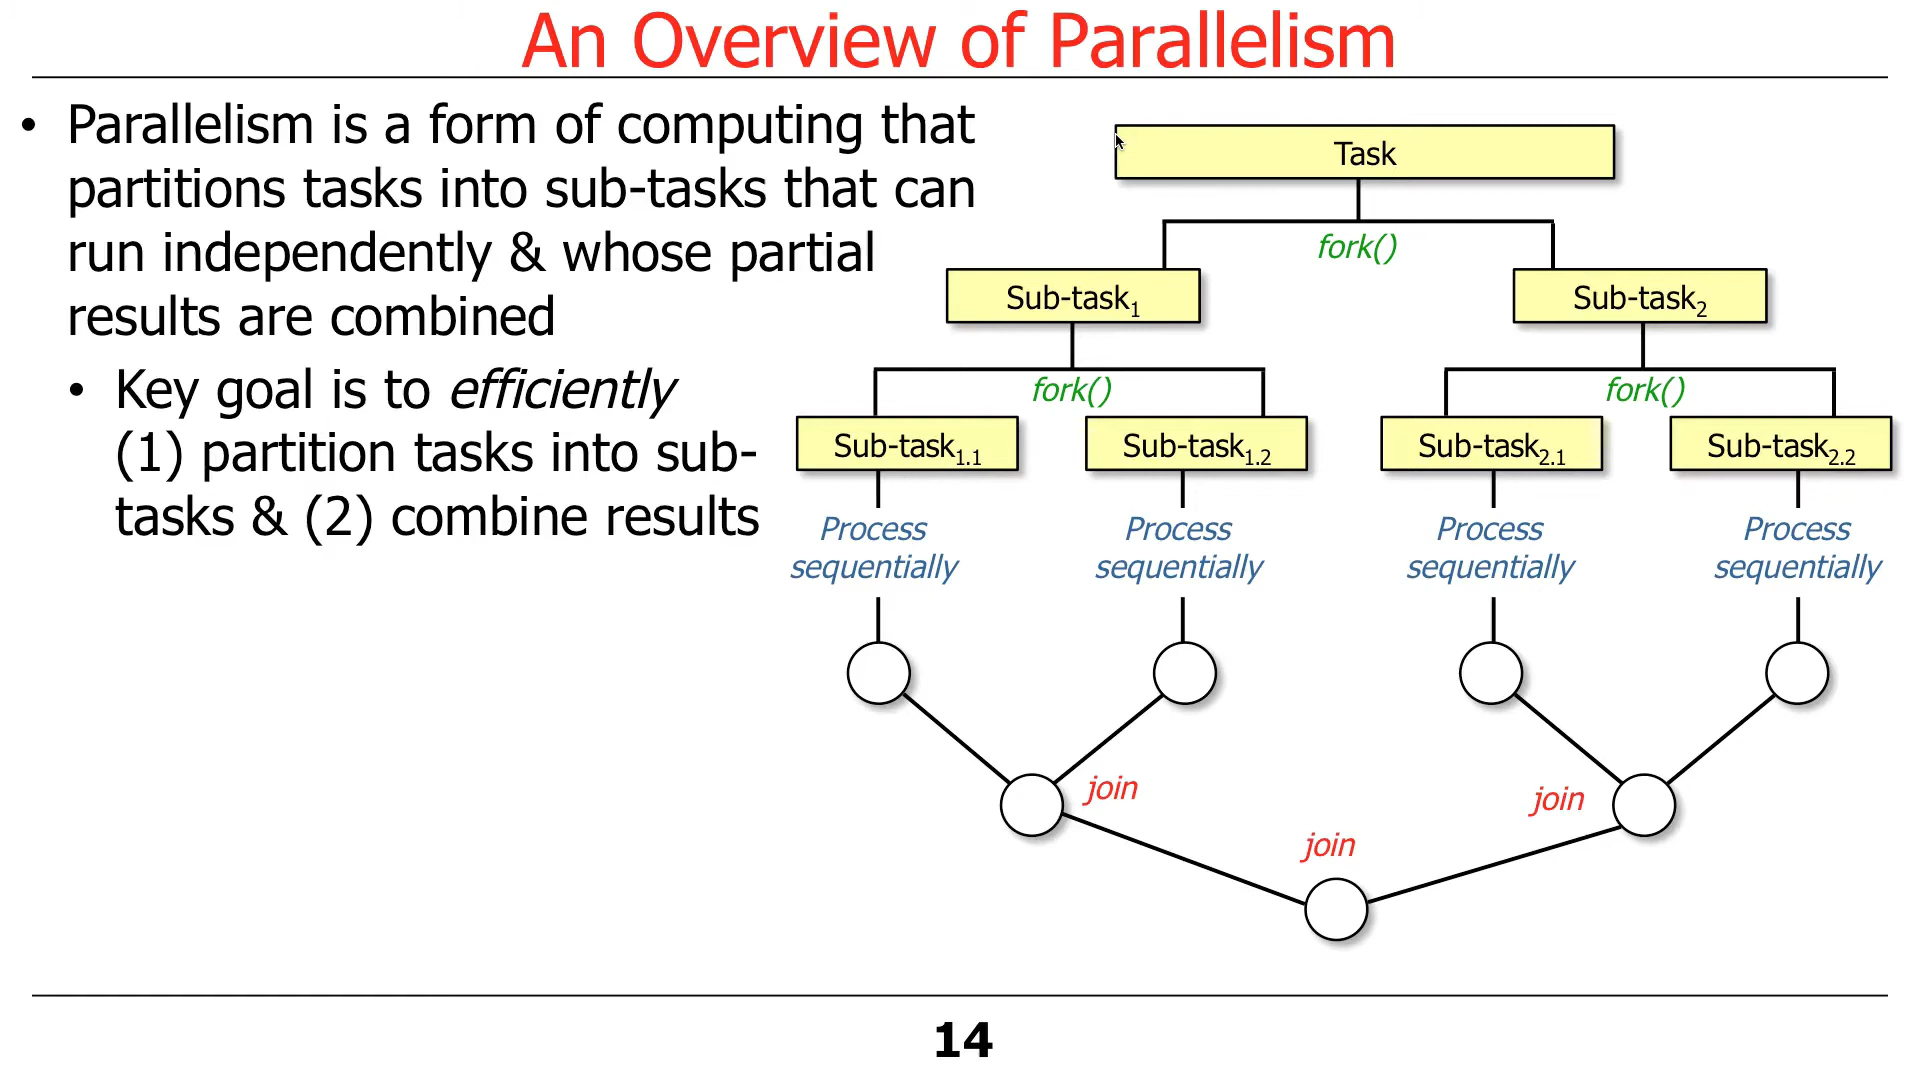 An Overview of Parallelism
• Parallelism is a form of computing that
partitions tasks into sub-tasks that can
run independently & whose partial
results are combined
• Key goal is to efficiently
(1) partition tasks into sub-
tasks & (2) combine results
Task
fork()
Sub-task1
Sub-task2
fork()
fork()
Sub-task1.1
Sub-task1.2
Sub-task2.1
Sub-task2.2
Process
sequentially
Process
sequentially
Process
sequentially
Process
sequentially
join
join
join
14